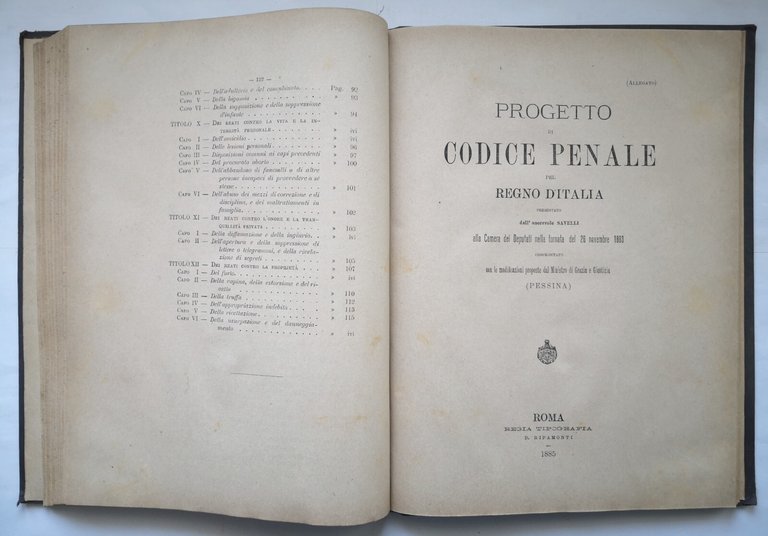 — 122 —
CAPO IV — Dell'adulterio e del concubinato. . Pag. 92
CAPO V — Della bigamia . . . . . . . . . » 93
CAPO VI — Della supposizione e della soppressione
d'infante . . . . . . . . . . » 94
TITOLO X — DEI REATI CONTRO LA VITA E LA IN-
TEGRITÀ PERSONALE . . . . . . . » ivi
CAPO I — Dell'omicidio . . . . . . . . . » ivi
CAPO II — Delle lesioni personali . . . . . . » 96
CAPO III — Disposizioni comuni ai capi precedenti » 97
CAPO IV — Del procurato aborto . . . . . . » 100
CAPO V — Dell'abbandono di fanciulli o di altre
persone incapaci di provvedere a se
stesse . . . . . . . . . . . » 101
CAPO VI — Dell'abuso dei mezzi di correzione e di
disciplina, e dei maltrattamenti in
famiglia . . . . . . . . . . » 102
TITOLO XI — DEI REATI CONTRO L'ONORE E LA TRAN-
QUILLITÀ PRIVATA . . . . . . . » 103
CAPO I — Della diffamazione e della ingiuria . . » ivi
CAPO II — Dell'apertura e della soppressione di
lettere o telegrammi, e della rivela-
zione di segreti . . . . . . . » 105
TITOLO XII — DEI REATI CONTRO LA PROPRIETÀ . . » 107
CAPO I — Del furto . . . . . . . . . . » ivi
CAPO II — Della rapina, della estorsione e del ri-
catto . . . . . . . . . . . » 110
CAPO III — Della truffa . . . . . . . . . » 112
CAPO IV — Dell'appropriazione indebita . . . . » 113
CAPO V — Della ricettazione . . . . . . . » 115
CAPO VI — Della usurpazione e del danneggia-
mento . . . . . . . . . . . » ivi
(ALLEGATO)
PROGETTO
DI
CODICE PENALE
PEL
REGNO D'ITALIA
PRESENTATO
dall'onorevole SAVELLI
alla Camera dei Deputati nella tornata del 26 novembre 1883
CONFRONTATO
con le modificazioni proposte dal Ministro di Grazia e Giustizia
(PESSINA)
ROMA
REGIA TIPOGRAFIA
D. RIPAMONTI
1885